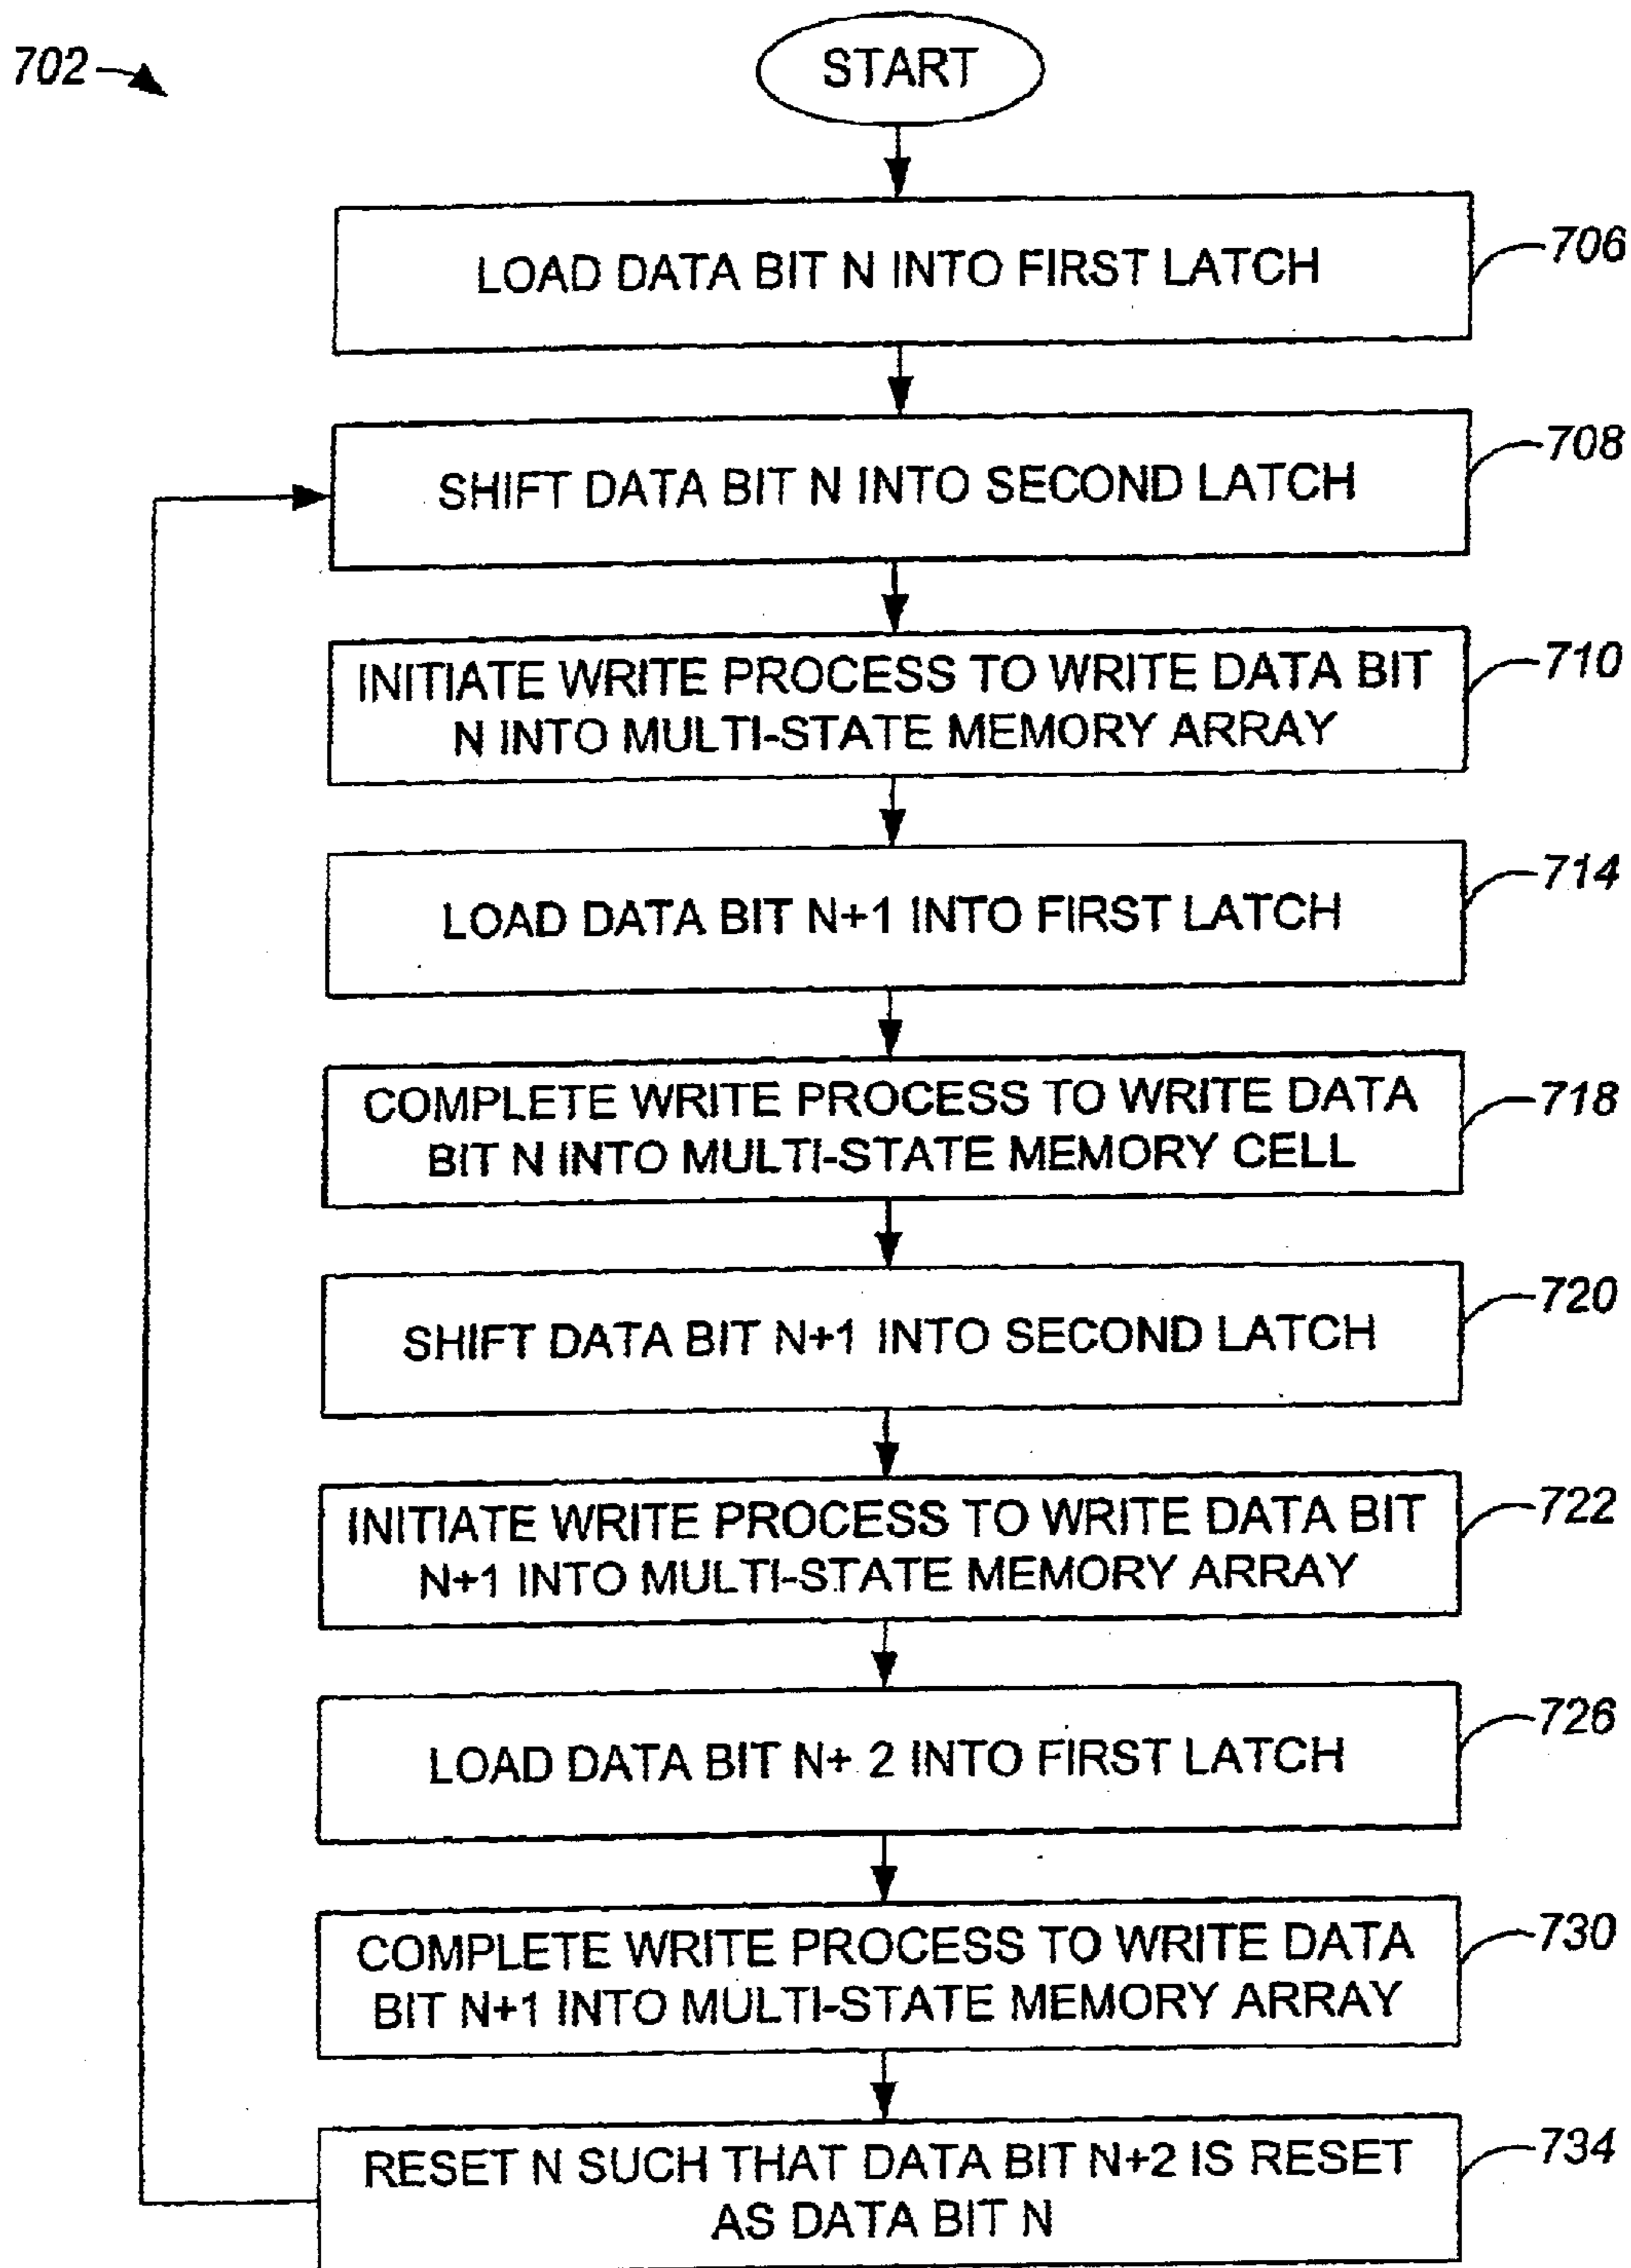 702
START
LOAD DATA BIT N INTO FIRST LATCH
706
SHIFT DATA BIT N INTO SECOND LATCH
708
INITIATE WRITE PROCESS TO WRITE DATA BIT
N INTO MULTI-STATE MEMORY ARRAY
710
LOAD DATA BIT N+1 INTO FIRST LATCH
714
COMPLETE WRITE PROCESS TO WRITE DATA
BIT N INTO MULTI-STATE MEMORY CELL
718
SHIFT DATA BIT N+1 INTO SECOND LATCH
720
INITIATE WRITE PROCESS TO WRITE DATA BIT
N+1 INTO MULTI-STATE MEMORY ARRAY
722
LOAD DATA BIT N+ 2 INTO FIRST LATCH
726
COMPLETE WRITE PROCESS TO WRITE DATA
BIT N+1 INTO MULTI-STATE MEMORY ARRAY
730
RESET N SUCH THAT DATA BIT N+2 IS RESET
AS DATA BIT N
734